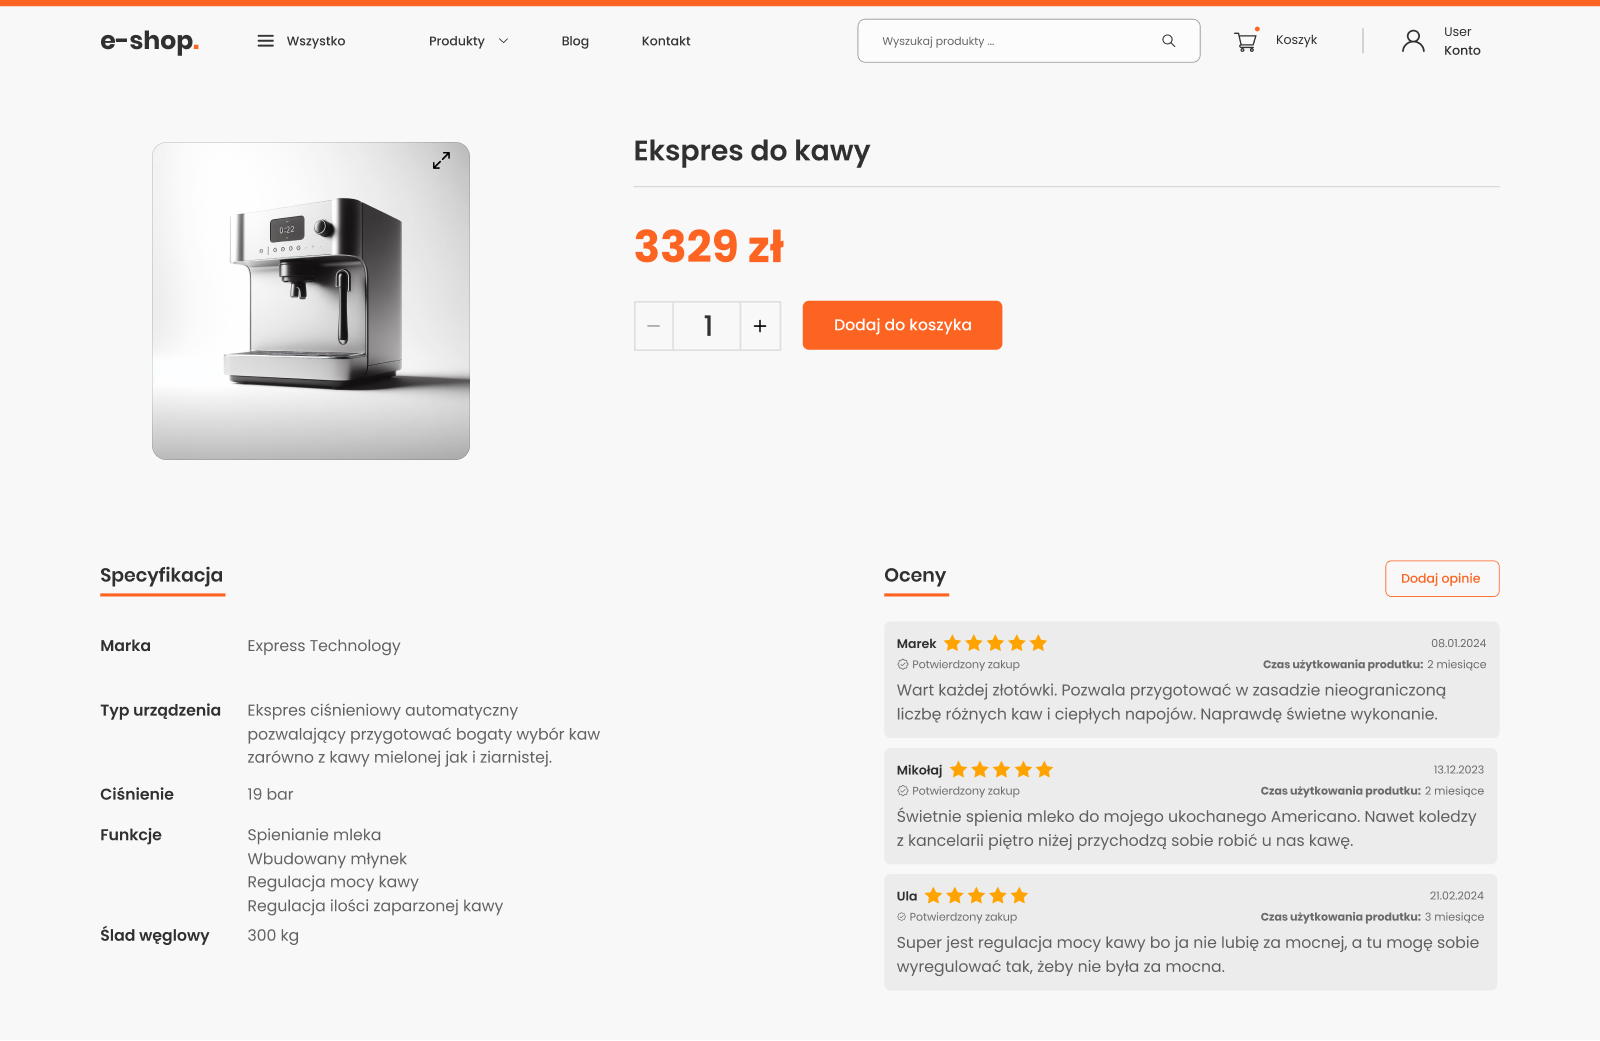 e-shop.
Wszystko
Produkty
Blog
Kontakt
Wyszukaj produkty ...
Koszyk
User
Konto
Ekspres do kawy
0:22
3329 zł
1
Dodaj do koszyka
Specyfikacja
Marka Express Technology
Typ urządzenia Ekspres ciśnieniowy automatyczny
pozwalający przygotować bogaty wybór kaw
zarówno z kawy mielonej jak i ziarnistej.
Ciśnienie 19 bar
Funkcje Spienianie mleka
Wbudowany młynek
Regulacja mocy kawy
Regulacja ilości zaparzonej kawy
Ślad węglowy 300 kg
Oceny
Dodaj opinie
Marek 08.01.2024
Potwierdzony zakup Czas użytkowania produtku: 2 miesiące
Wart każdej złotówki. Pozwala przygotować w zasadzie nieograniczoną
liczbę różnych kaw i ciepłych napojów. Naprawdę świetne wykonanie.
Mikołaj 13.12.2023
Potwierdzony zakup Czas użytkowania produtku: 2 miesiące
Świetnie spienia mleko do mojego ukochanego Americano. Nawet koledzy
z kancelarii piętro niżej przychodzą sobie robić u nas kawę.
Ula 21.02.2024
Potwierdzony zakup Czas użytkowania produtku: 3 miesiące
Super jest regulacja mocy kawy bo ja nie lubię za mocnej, a tu mogę sobie
wyregulować tak, żeby nie była za mocna.